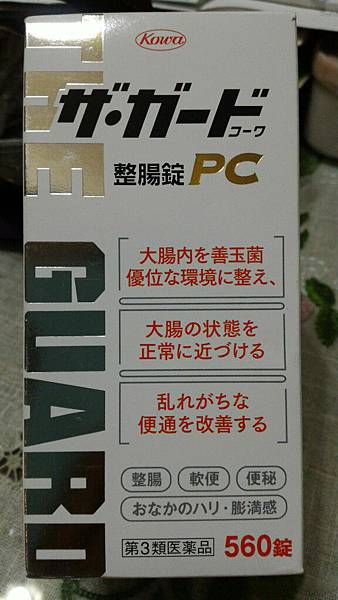 Kowa
THE GUARD
ザ・ガード
コーワ
整腸錠PC
大腸内を善玉菌
優位な環境に整え、
大腸の状態を
正常に近づける
乱れがちな
便通を改善する
整腸 軟便 便秘
おなかのハリ・膨満感
第3類医薬品 560錠